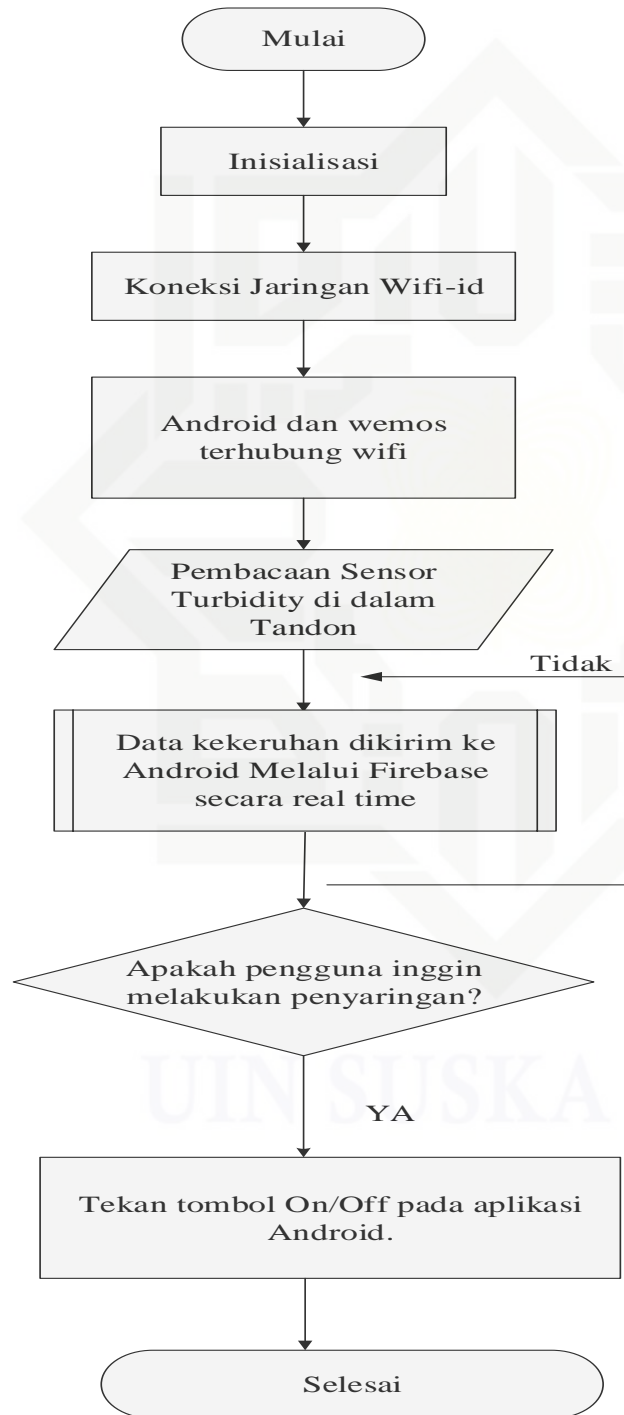 Mulai
Inisialisasi
Koneksi Jaringan Wifi-id
Android dan wemos
terhubung wifi
Pembacaan Sensor
Turbidity di dalam
Tandon
Tidak
Data kekeruhan dikirim ke
Android Melalui Firebase
secara real time
Apakah pengguna inggin
melakukan penyaringan?
UIN SUSKA
YA
Tekan tombol On/Off pada aplikasi
Android.
Selesai